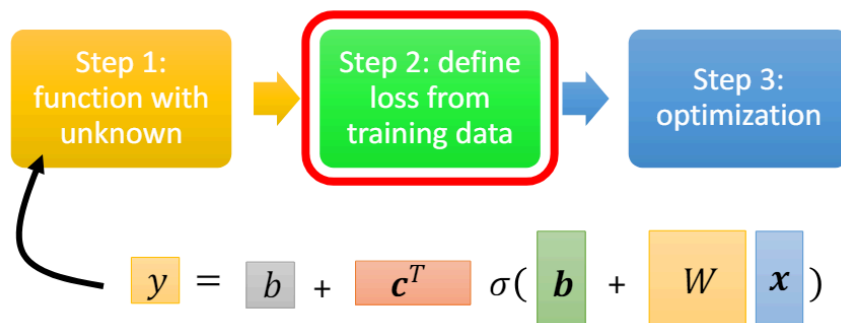 Step 1:
function with
unknown
Step 2: define
loss from
training data
Step 3:
optimization
y = b + c^T σ( b + W x )